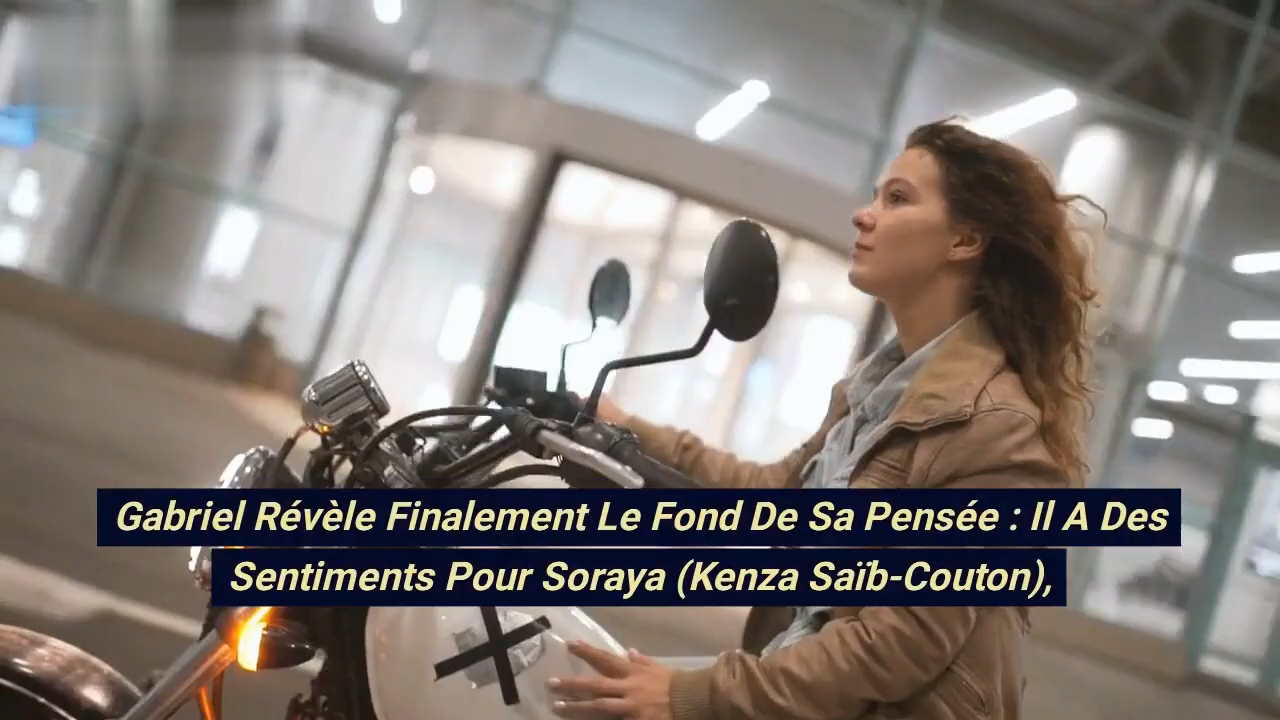 Gabriel Révèle Finalement Le Fond De Sa Pensée : Il A Des
Sentiments Pour Soraya (Kenza Saïb-Couton),